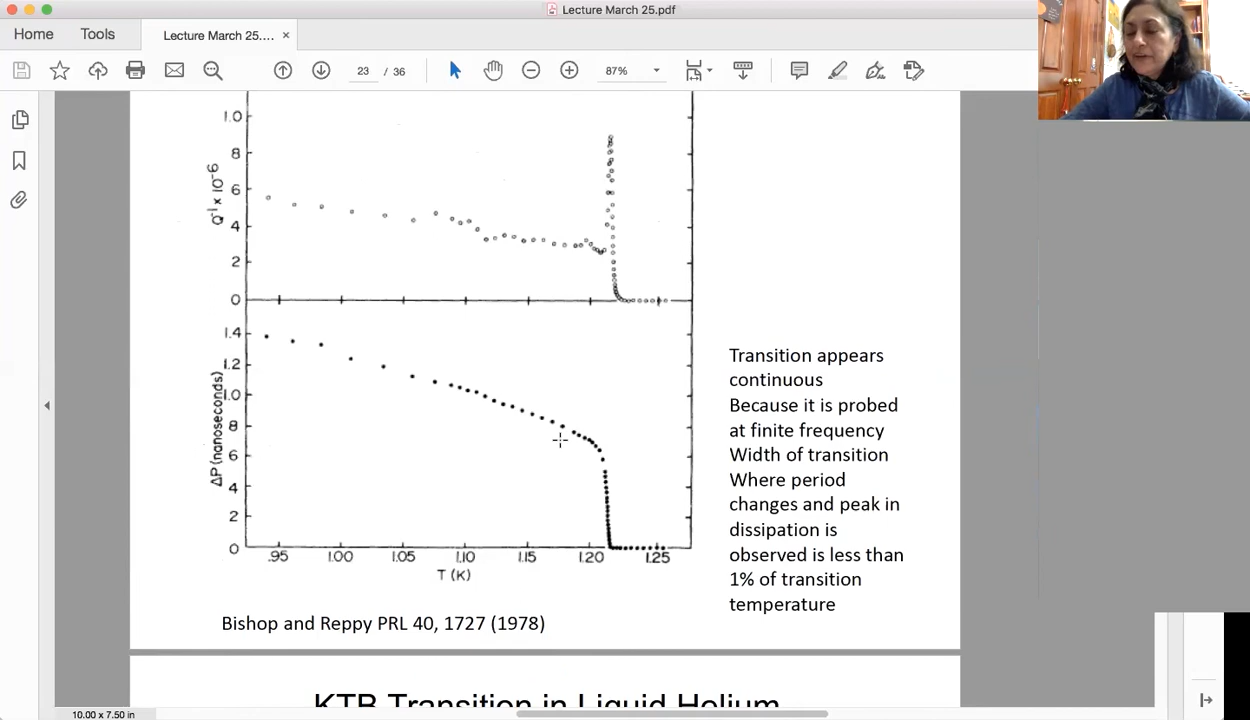 Lecture March 25.pdf
Home
Tools
Lecture March 25....
×
23 / 36
87%
1.0
8
6
4
2
0
Q⁻¹ x 10⁻⁶
1.4
1.2
1.0
8
6
4
2
0
ΔP (nanoseconds)
.95 1.00 1.05 1.10 1.15 1.20 1.25
T (K)
Transition appears
continuous
Because it is probed
at finite frequency
Width of transition
Where period
changes and peak in
dissipation is
observed is less than
1% of transition
temperature
Bishop and Reppy PRL 40, 1727 (1978)
KTB Transition in Liquid Helium
10.00 x 7.50 in